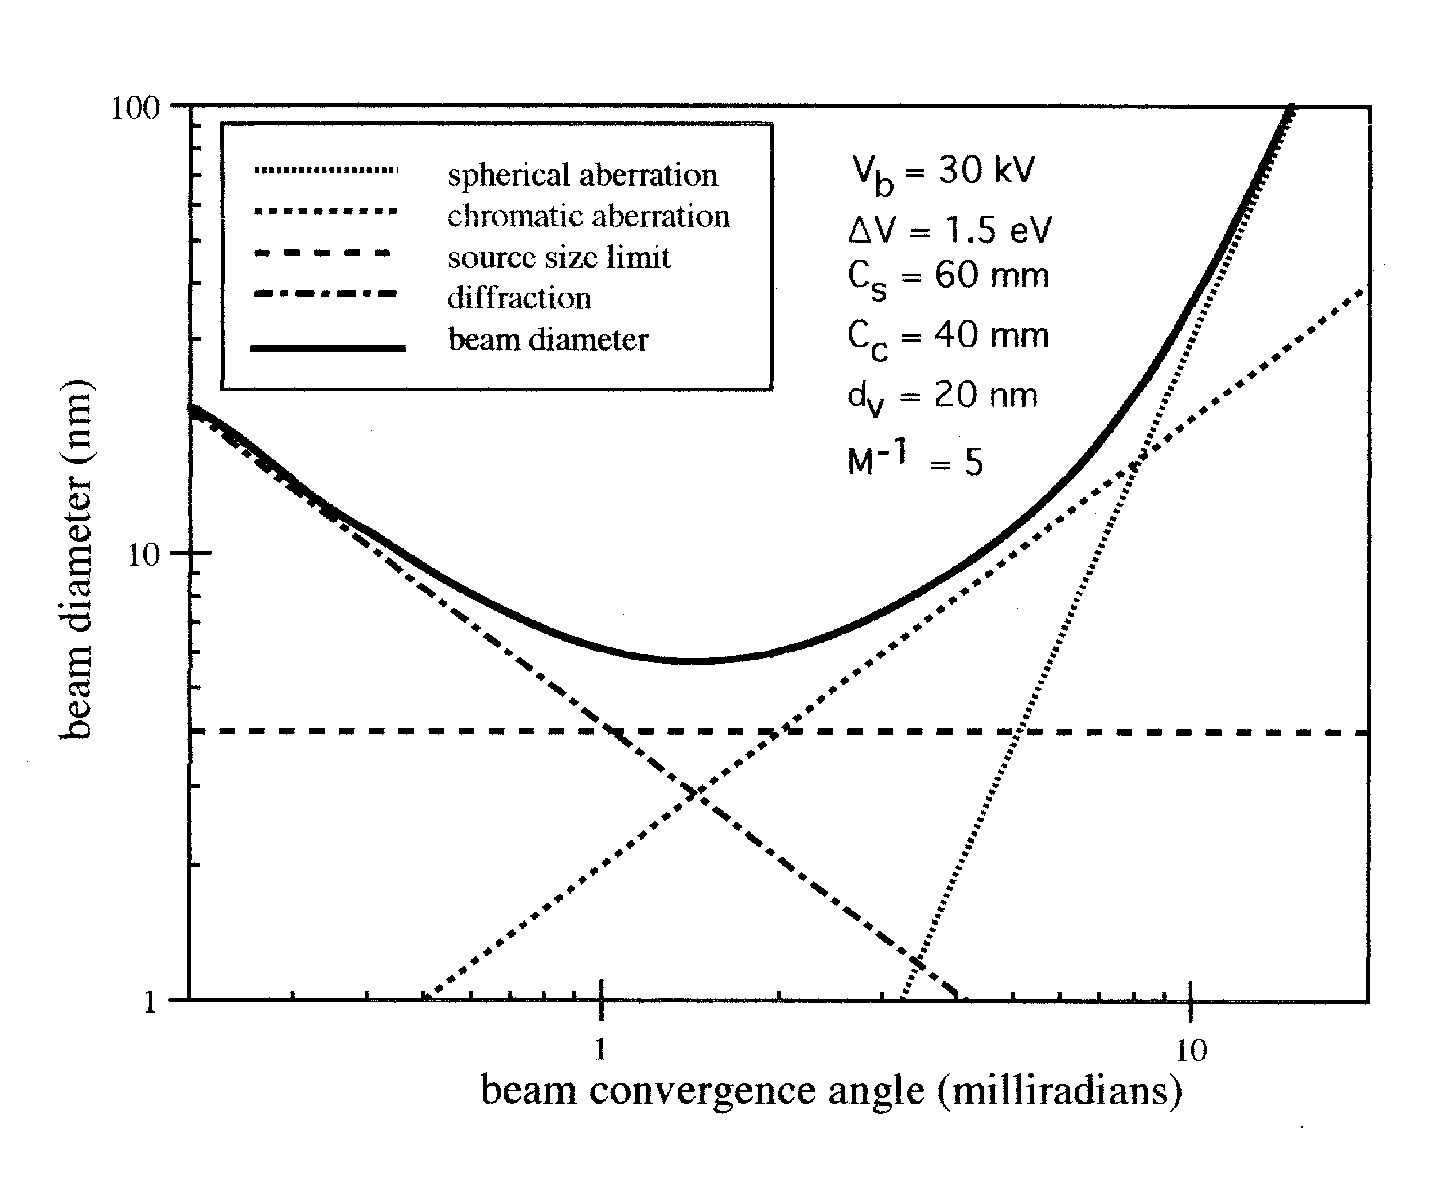 100
spherical aberration
chromatic aberration
source size limit
diffraction
beam diameter
V_b = 30 kV
ΔV = 1.5 eV
C_s = 60 mm
C_c = 40 mm
d_v = 20 nm
M⁻¹ = 5
beam diameter (nm)
10
1
1
10
beam convergence angle (milliradians)